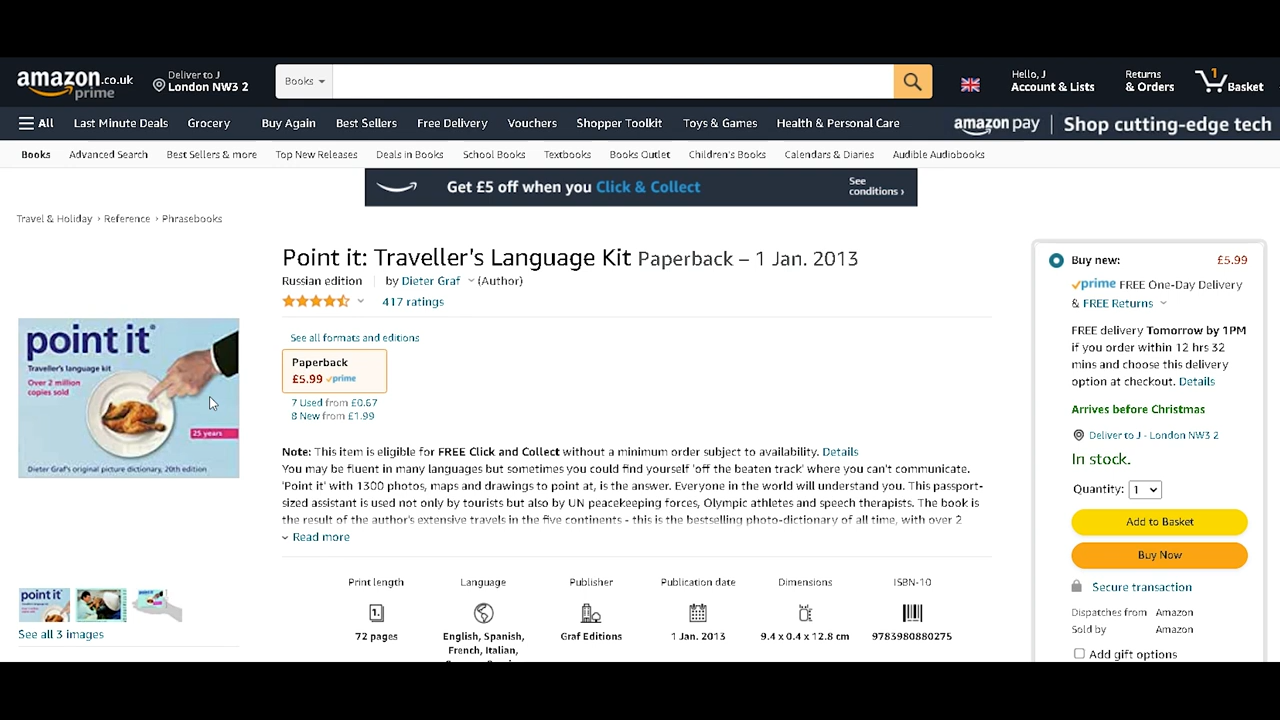 amazon.co.uk
prime
Deliver to J
London NW3 2
Books
Hello, J
Account & Lists
Returns
& Orders
1
Basket
All
Last Minute Deals
Grocery
Buy Again
Best Sellers
Free Delivery
Vouchers
Shopper Toolkit
Toys & Games
Health & Personal Care
amazon pay
Shop cutting-edge tech
Books
Advanced Search
Best Sellers & more
Top New Releases
Deals in Books
School Books
Textbooks
Books Outlet
Children's Books
Calendars & Diaries
Audible Audiobooks
Get £5 off when you Click & Collect
See
conditions ›
Travel & Holiday › Reference › Phrasebooks
Point it: Traveller's Language Kit Paperback – 1 Jan. 2013
Russian edition
by Dieter Graf (Author)
417 ratings
See all formats and editions
Paperback
£5.99 prime
7 Used from £0.67
8 New from £1.99
Note: This item is eligible for FREE Click and Collect without a minimum order subject to availability. Details
You may be fluent in many languages but sometimes you could find yourself 'off the beaten track' where you can't communicate.
'Point it' with 1300 photos, maps and drawings to point at, is the answer. Everyone in the world will understand you. This passport-
sized assistant is used not only by tourists but also by UN peacekeeping forces, Olympic athletes and speech therapists. The book is
the result of the author's extensive travels in the five continents - this is the bestselling photo-dictionary of all time, with over 2
Read more
point it®
Traveller's language kit
Over 2 million
copies sold
25 years
Dieter Graf's original picture dictionary, 20th edition
point it
See all 3 images
Print length
72 pages
Language
English, Spanish,
French, Italian,
Publisher
Graf Editions
Publication date
1 Jan. 2013
Dimensions
9.4 x 0.4 x 12.8 cm
ISBN-10
9783980880275
Buy new:
£5.99
prime FREE One-Day Delivery
& FREE Returns
FREE delivery Tomorrow by 1PM
if you order within 12 hrs 32
mins and choose this delivery
option at checkout. Details
Arrives before Christmas
Deliver to J - London NW3 2
In stock.
Quantity: 1
Add to Basket
Buy Now
Secure transaction
Dispatches from Amazon
Sold by Amazon
Add gift options